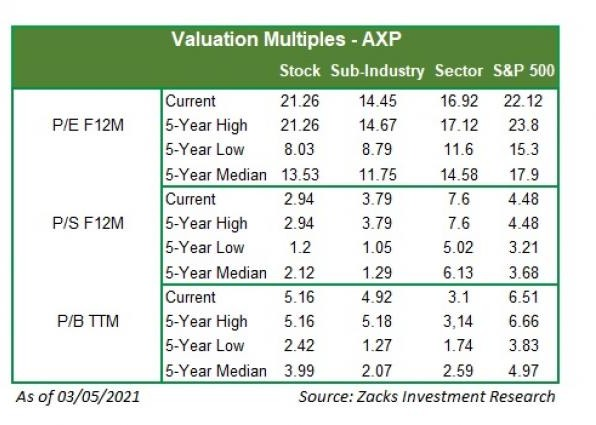 Valuation Multiples - AXP
Stock Sub-Industry Sector S&P 500
Current 21.26 14.45 16.92 22.12
P/E F12M 5-Year High 21.26 14.67 17.12 23.8
5-Year Low 8.03 8.79 11.6 15.3
5-Year Median 13.53 11.75 14.58 17.9
Current 2.94 3.79 7.6 4.48
P/S F12M 5-Year High 2.94 3.79 7.6 4.48
5-Year Low 1.2 1.05 5.02 3.21
5-Year Median 2.12 1.29 6.13 3.68
Current 5.16 4.92 3.1 6.51
P/B TTM 5-Year High 5.16 5.18 3,14 6.66
5-Year Low 2.42 1.27 1.74 3.83
5-Year Median 3.99 2.07 2.59 4.97
As of 03/05/2021 Source: Zacks Investment Research